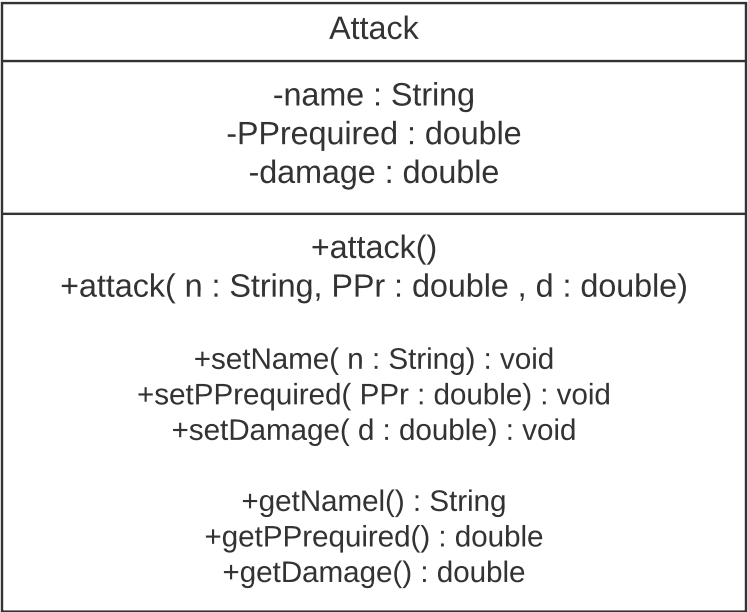 Attack
-name : String
-PPrequired : double
-damage : double
+attack()
+attack( n : String, PPr : double , d : double)
+setName( n : String) : void
+setPPrequired( PPr : double) : void
+setDamage( d : double) : void
+getNamel() : String
+getPPrequired() : double
+getDamage() : double